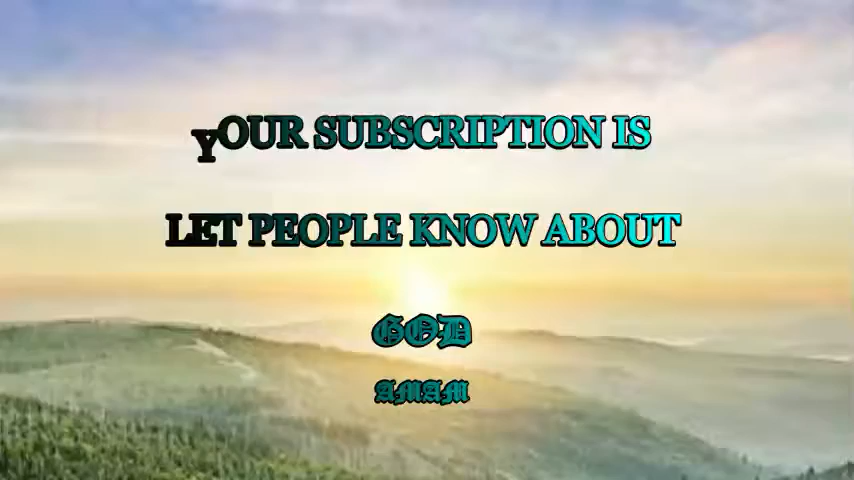 YOUR SUBSCRIPTION IS
LET PEOPLE KNOW ABOUT
GOD
AMAM